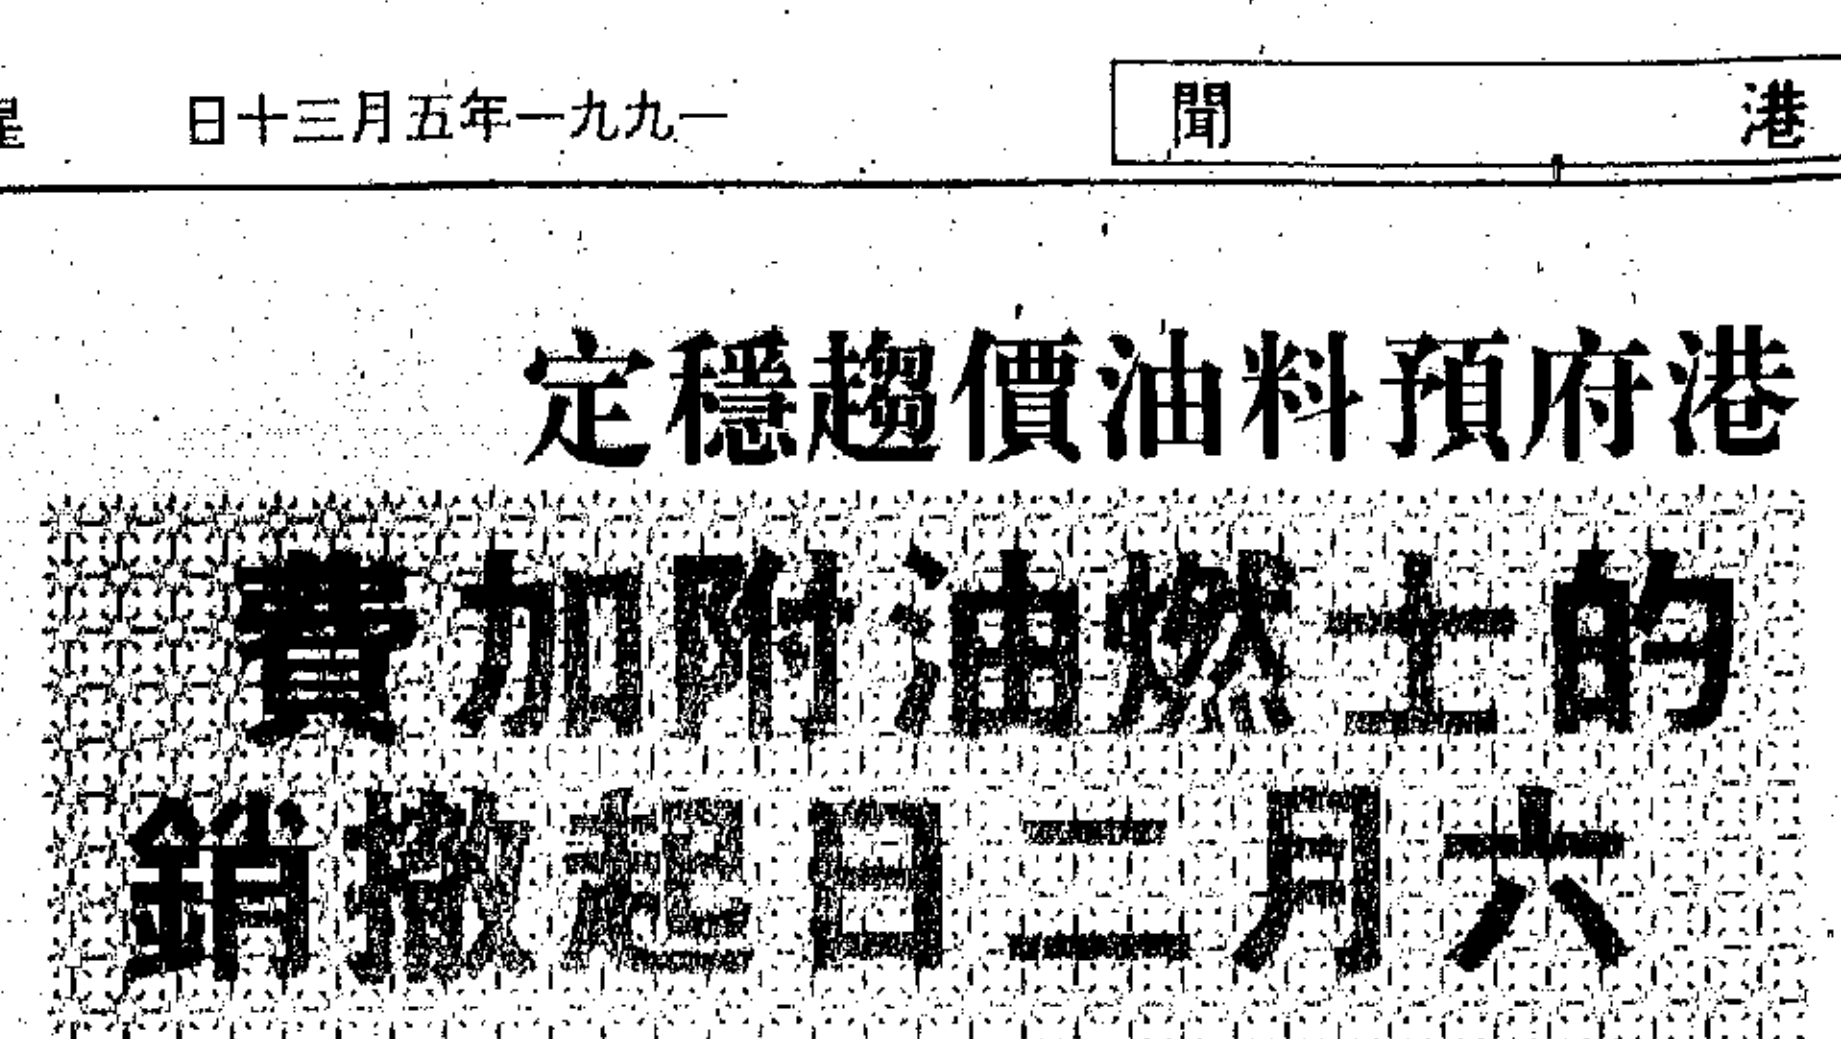 港聞
一九九一年五月三十日 星
港府預料油價趨穩定
的士燃油附加費
六月二日起撤銷